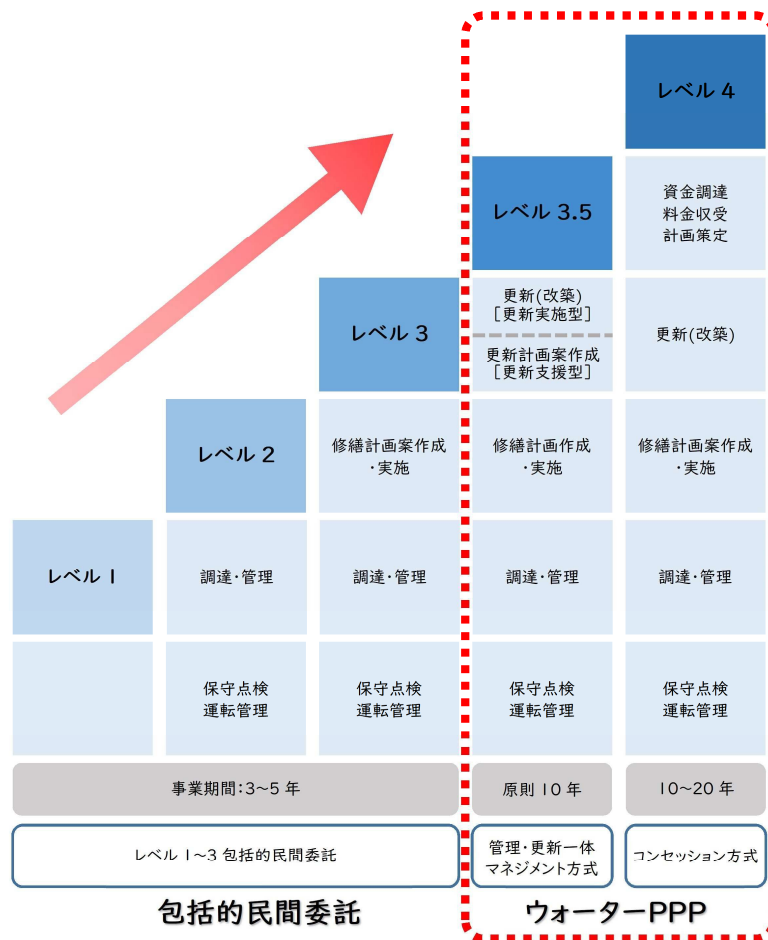 レベル 4
レベル 3.5
資金調達
料金収受
計画策定
レベル 3
更新(改築)
[更新実施型]
更新計画案作成
[更新支援型]
更新(改築)
レベル 2
修繕計画案作成
・実施
修繕計画作成
・実施
修繕計画案作成
・実施
レベル 1
調達・管理
調達・管理
調達・管理
調達・管理
保守点検
運転管理
保守点検
運転管理
保守点検
運転管理
保守点検
運転管理
事業期間:3~5 年
原則 10 年
10~20 年
レベル 1~3 包括的民間委託
管理・更新一体
マネジメント方式
コンセッション方式
包括的民間委託
ウォーターPPP